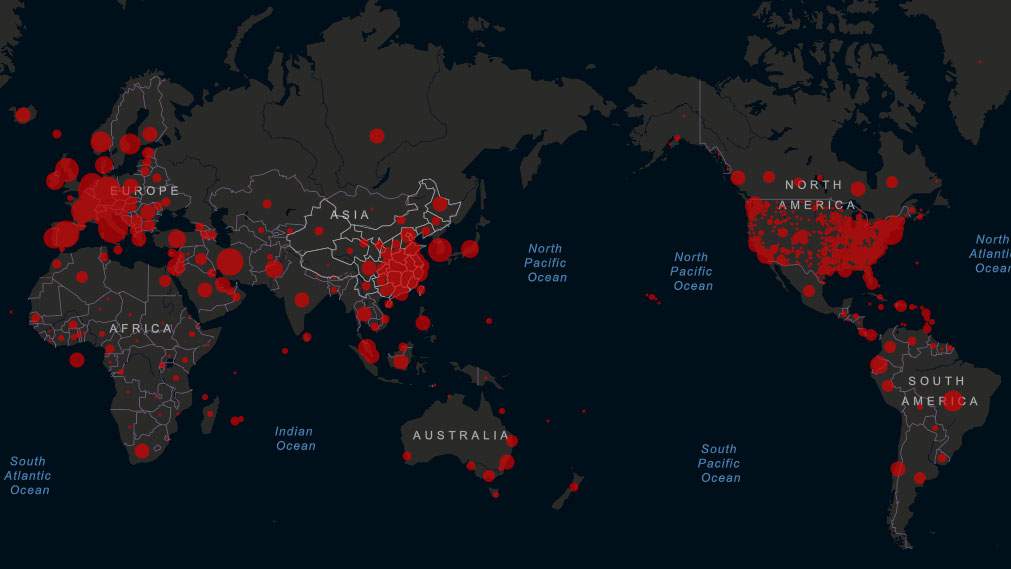 EUROPE
ASIA
NORTH
AMERICA
North
Pacific
Ocean
North
Pacific
Ocean
North
Atlantic
Ocean
AFRICA
SOUTH
AMERICA
AUSTRALIA
Indian
Ocean
South
Atlantic
Ocean
South
Pacific
Ocean